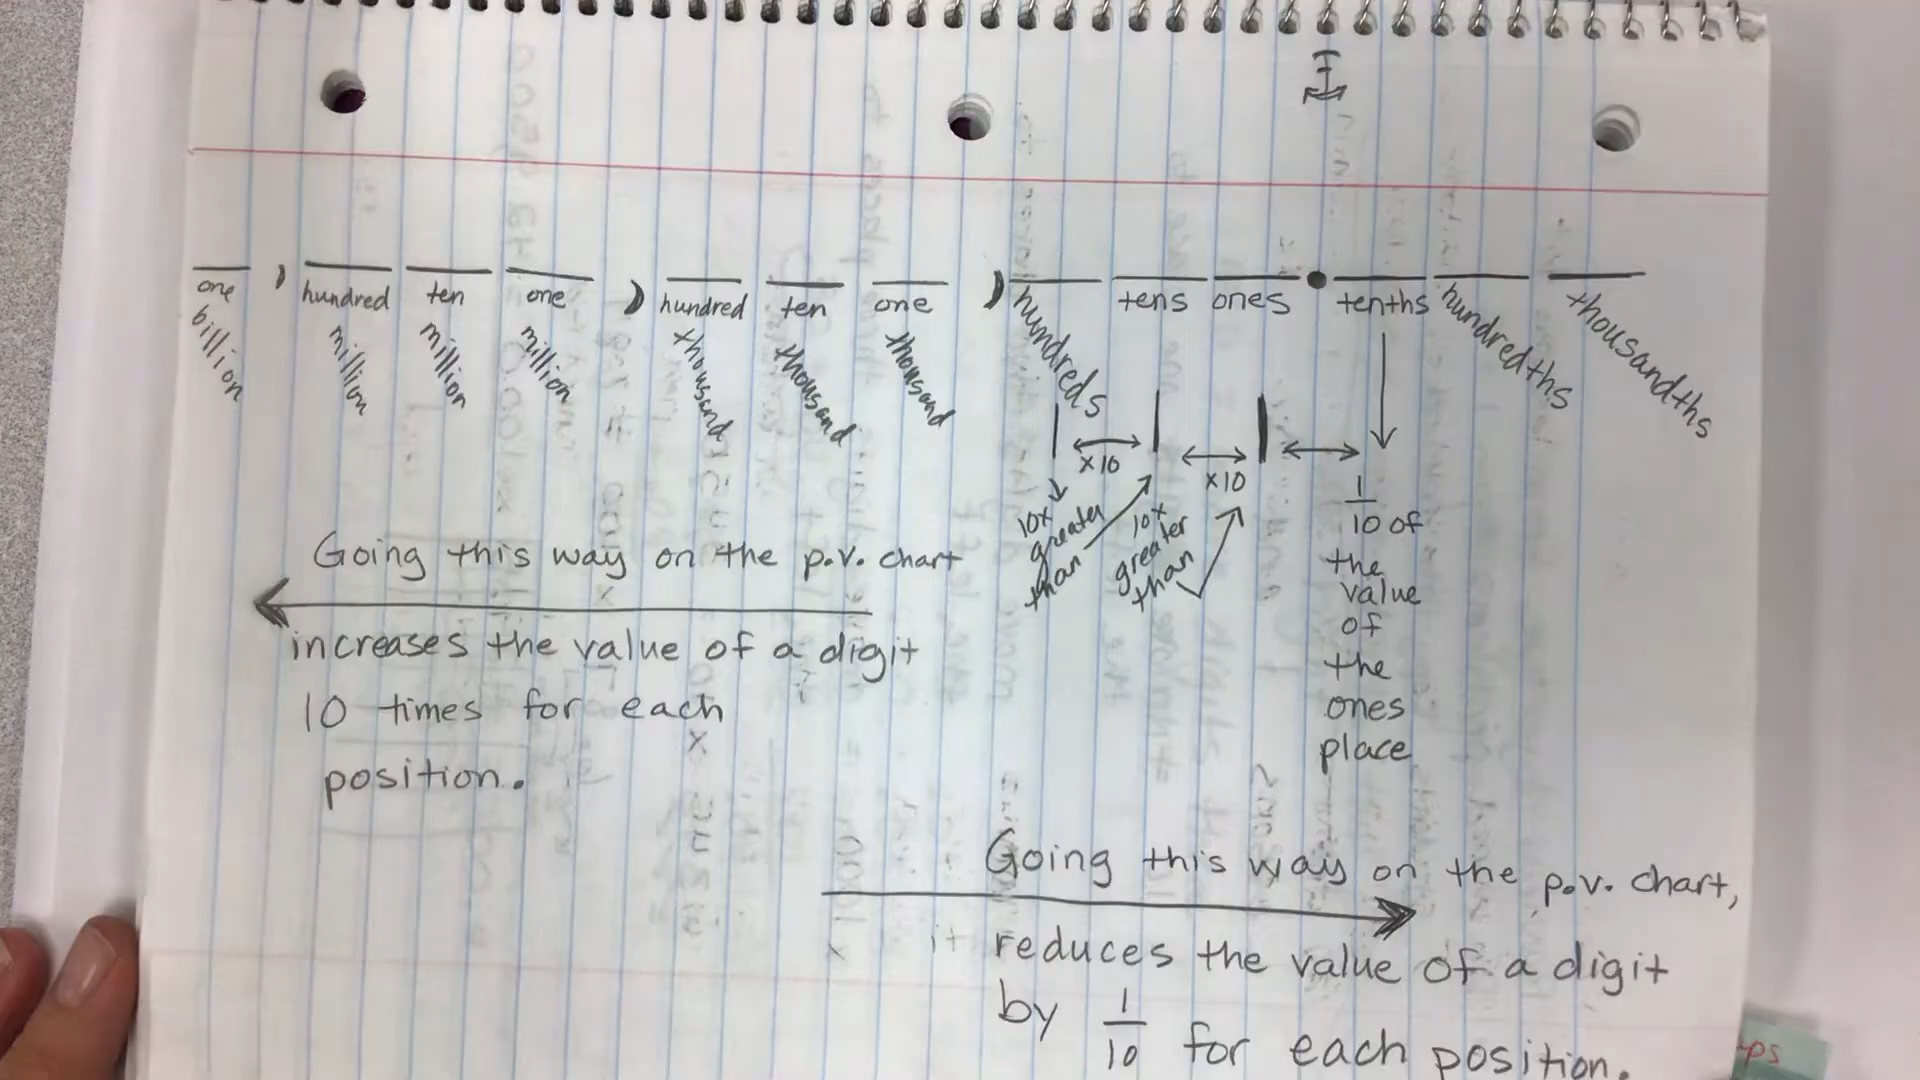 one , hundred ten one , hundred ten one , hundreds tens ones . tenths hundredths thousandths
billion million million million thousand thousand thousand
x10 x10
10x greater than
10x greater than
1/10 of
the
value
of
the
ones
place
Going this way on the p.v. chart
increases the value of a digit
10 times for each
position.
Going this way on the p.v. chart,
it reduces the value of a digit
by 1/10 for each position.
ps